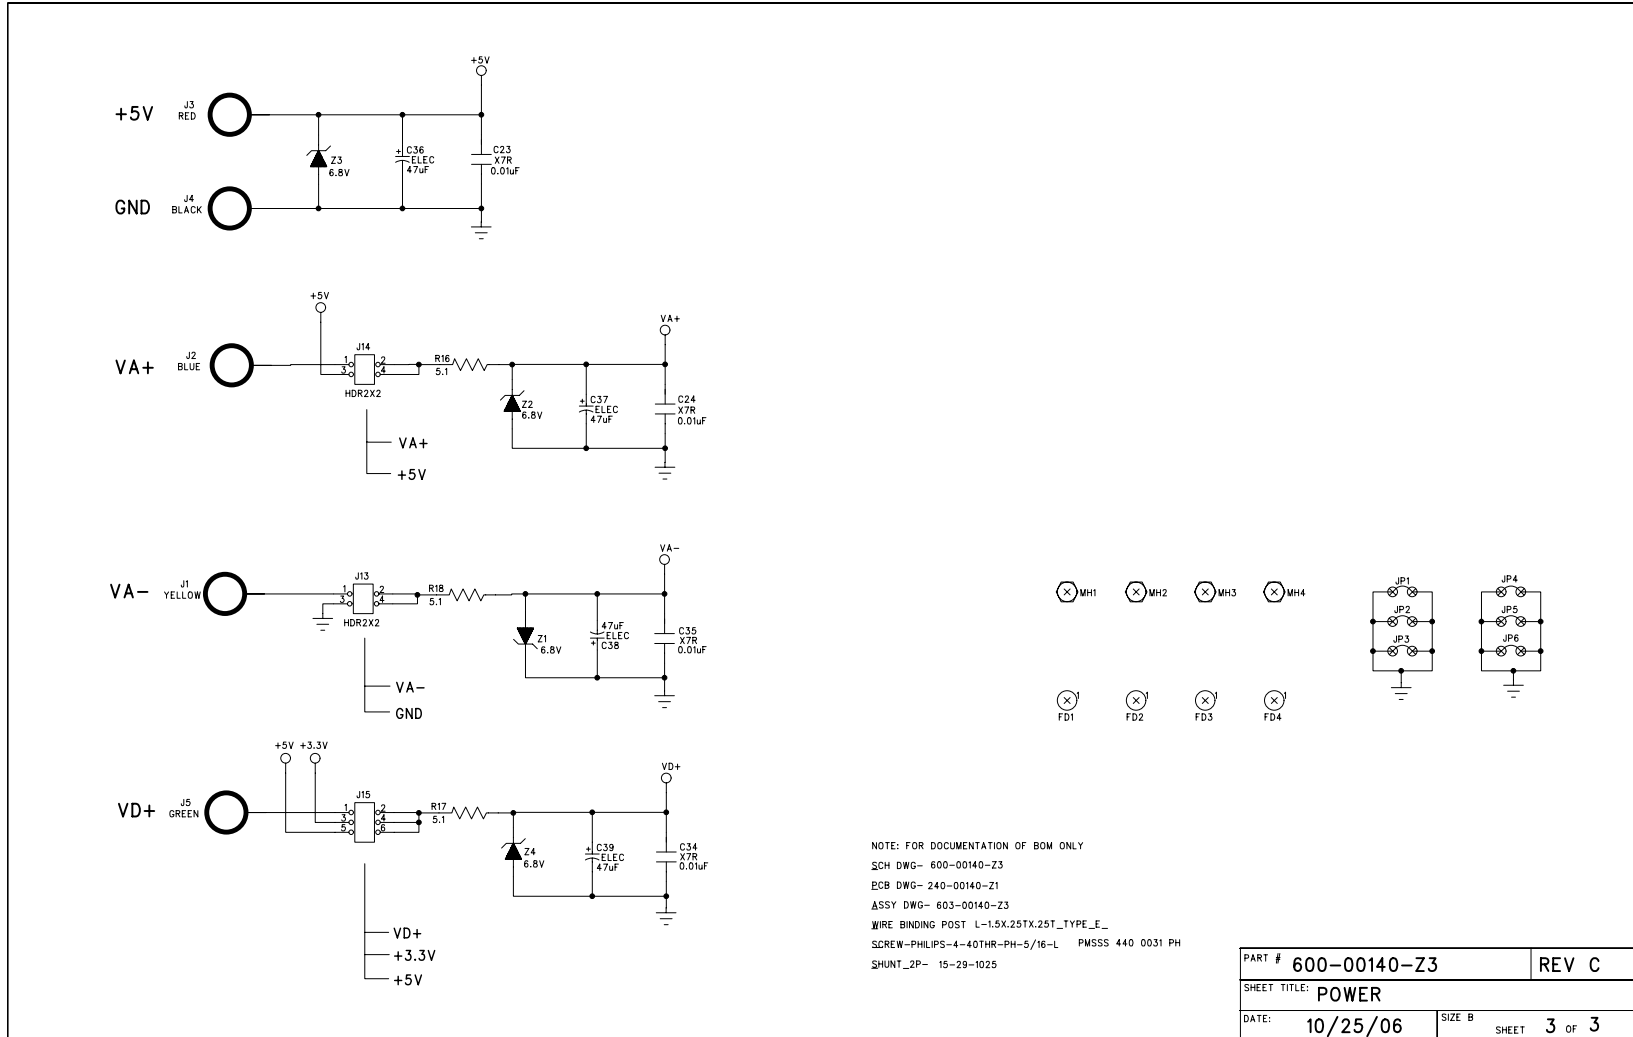 +5V
+5V
J3
RED
Z3
6.8V
+
C36
ELEC
47uF
C23
X7R
0.01uF
GND
J4
BLACK
+5V
VA+
VA+
J2
BLUE
J14
1
2
3
4
HDR2X2
R16
5.1
Z2
6.8V
+
C37
ELEC
47uF
C24
X7R
0.01uF
VA+
+5V
VA-
VA-
J1
YELLOW
J13
1
2
3
4
HDR2X2
R18
5.1
Z1
6.8V
47uF
ELEC
+
C38
C35
X7R
0.01uF
VA-
GND
MH1
MH2
MH3
MH4
FD1
1
FD2
1
FD3
1
FD4
1
JP1
JP2
JP3
JP4
JP5
JP6
+5V
+3.3V
VD+
VD+
J5
GREEN
J15
1
2
3
4
5
6
R17
5.1
Z4
6.8V
+
C39
ELEC
47uF
C34
X7R
0.01uF
VD+
+3.3V
+5V
NOTE: FOR DOCUMENTATION OF BOM ONLY
SCH DWG- 600-00140-Z3
PCB DWG- 240-00140-Z1
ASSY DWG- 603-00140-Z3
WIRE BINDING POST L-1.5X.25TX.25T_TYPE_E_
SCREW-PHILIPS-4-40THR-PH-5/16-L PMSSS 440 0031 PH
SHUNT_2P- 15-29-1025
PART # 600-00140-Z3
REV C
SHEET TITLE: POWER
DATE: 10/25/06
SIZE B
SHEET 3 OF 3